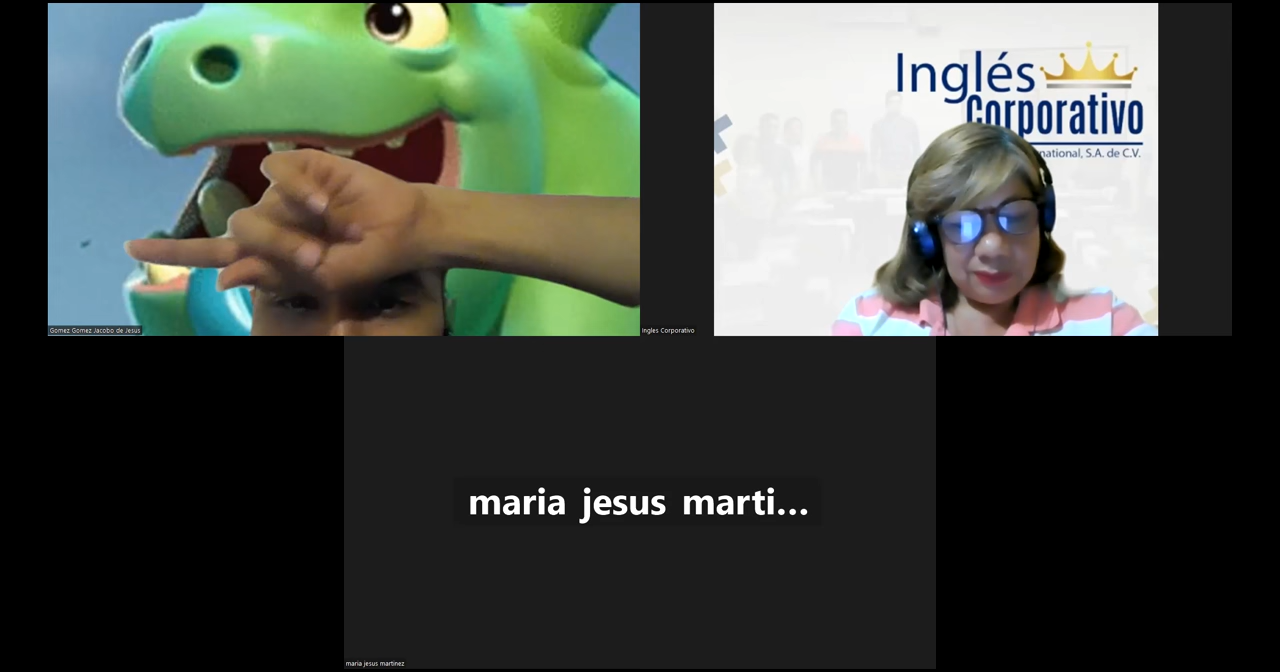 Inglés
Corporativo
national, S.A. de C.V.
Gomez Gomez Jacobo de Jesus
Ingles Corporativo
maria jesus marti...
maria jesus martinez